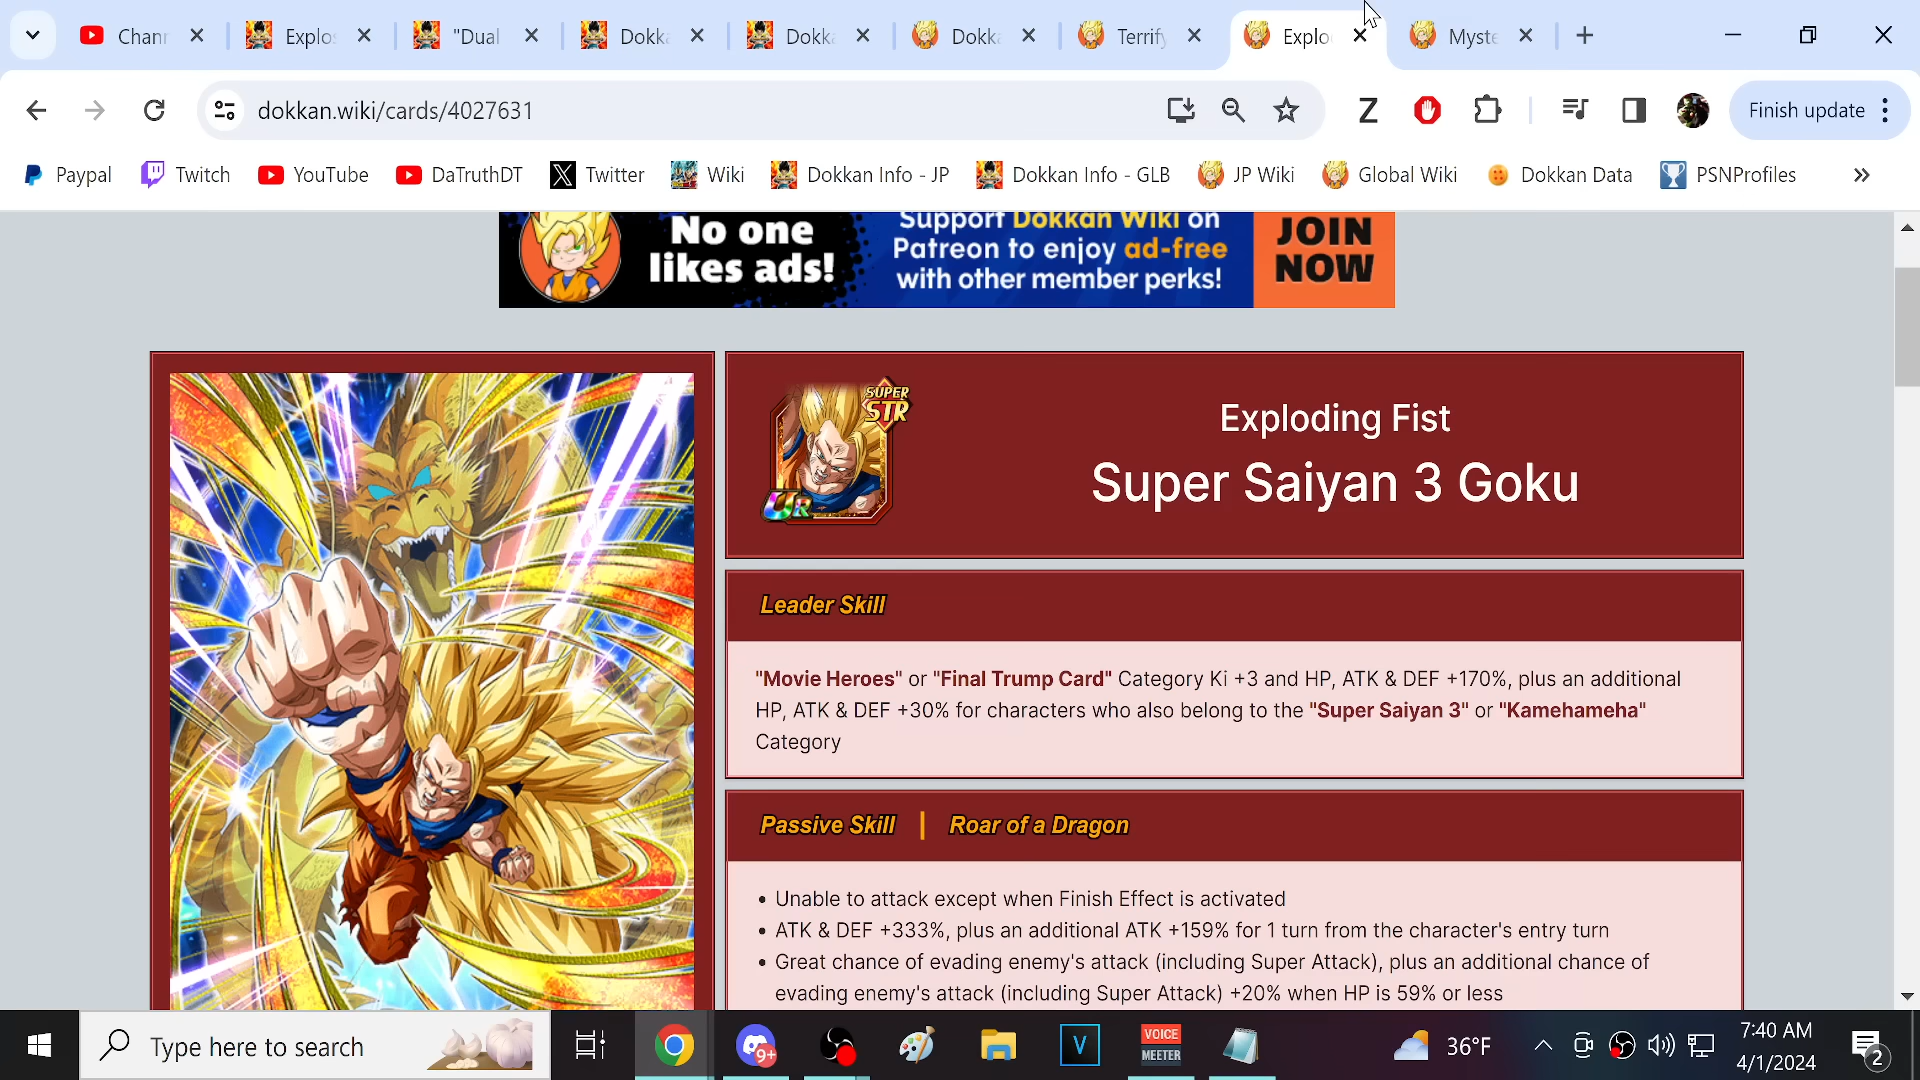 Chann
Explos
"Dual
Dokka
Dokka
Dokka
Terrify
Explo
Myste
dokkan.wiki/cards/4027631
Z
Finish update
Paypal
Twitch
YouTube
DaTruthDT
Twitter
Wiki
Dokkan Info - JP
Dokkan Info - GLB
JP Wiki
Global Wiki
Dokkan Data
PSNProfiles
No one
likes ads!
Support Dokkan Wiki on
Patreon to enjoy ad-free
with other member perks!
JOIN
NOW
SUPER
STR
UR
Exploding Fist
Super Saiyan 3 Goku
Leader Skill
"Movie Heroes" or "Final Trump Card" Category Ki +3 and HP, ATK & DEF +170%, plus an additional
HP, ATK & DEF +30% for characters who also belong to the "Super Saiyan 3" or "Kamehameha"
Category
Passive Skill | Roar of a Dragon
• Unable to attack except when Finish Effect is activated
• ATK & DEF +333%, plus an additional ATK +159% for 1 turn from the character's entry turn
• Great chance of evading enemy's attack (including Super Attack), plus an additional chance of
evading enemy's attack (including Super Attack) +20% when HP is 59% or less
Type here to search
9+
V
VOICE
MEETER
36°F
7:40 AM
4/1/2024
2